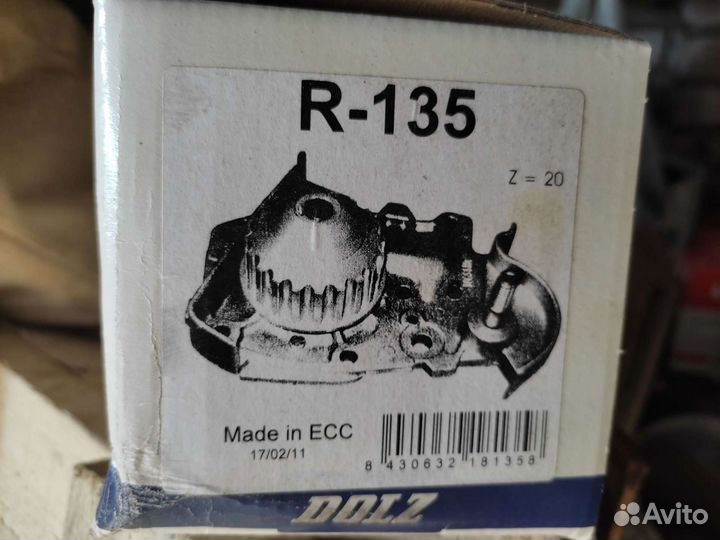 R-135
Z = 20
Made in ECC
17/02/11
8 430632 181358
DOLZ
Avito